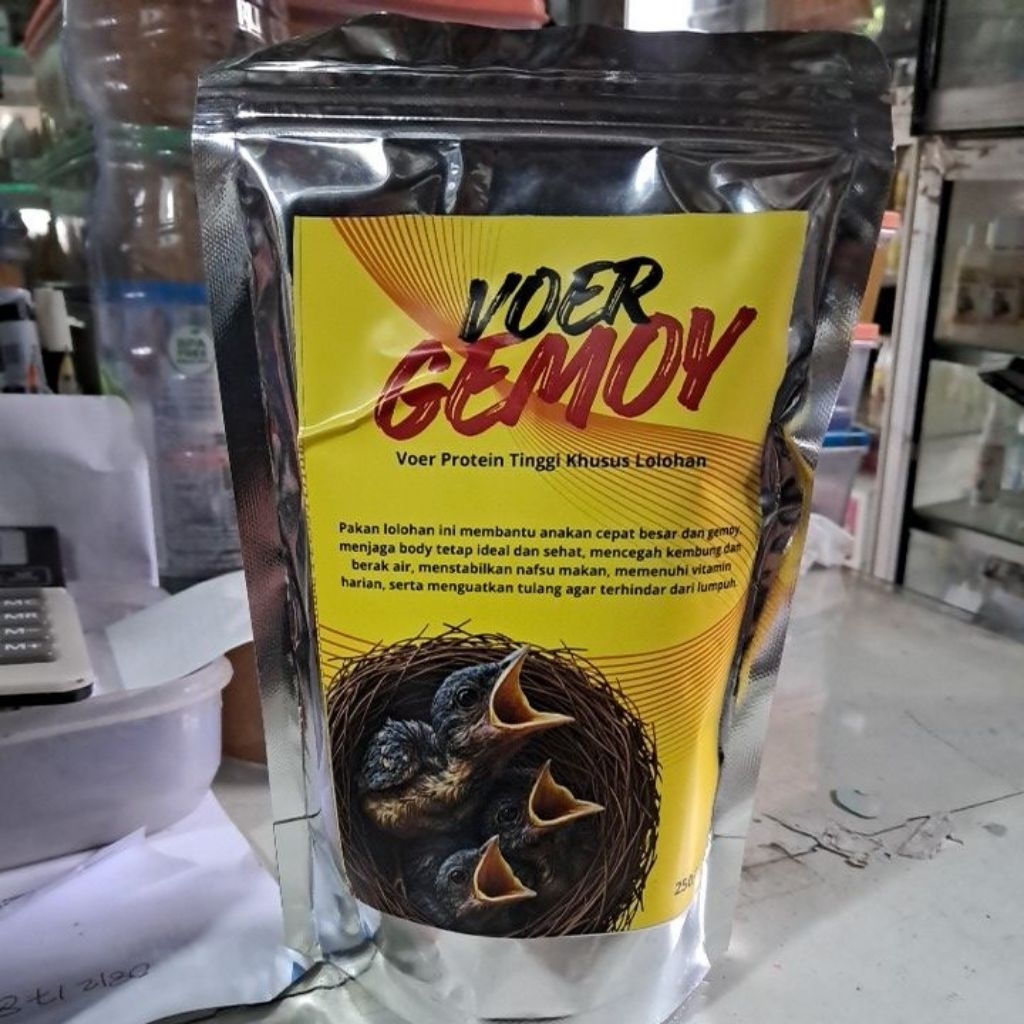 VOER
GEMOY
Voer Protein Tinggi Khusus Lolohan
Pakan lolohan ini membantu anakan cepat besar dan gemoy,
menjaga body tetap ideal dan sehat, mencegah kembung dan
berak air, menstabilkan nafsu makan, memenuhi vitamin
harian, serta menguatkan tulang agar terhindar dari lumpuh.
250
M+